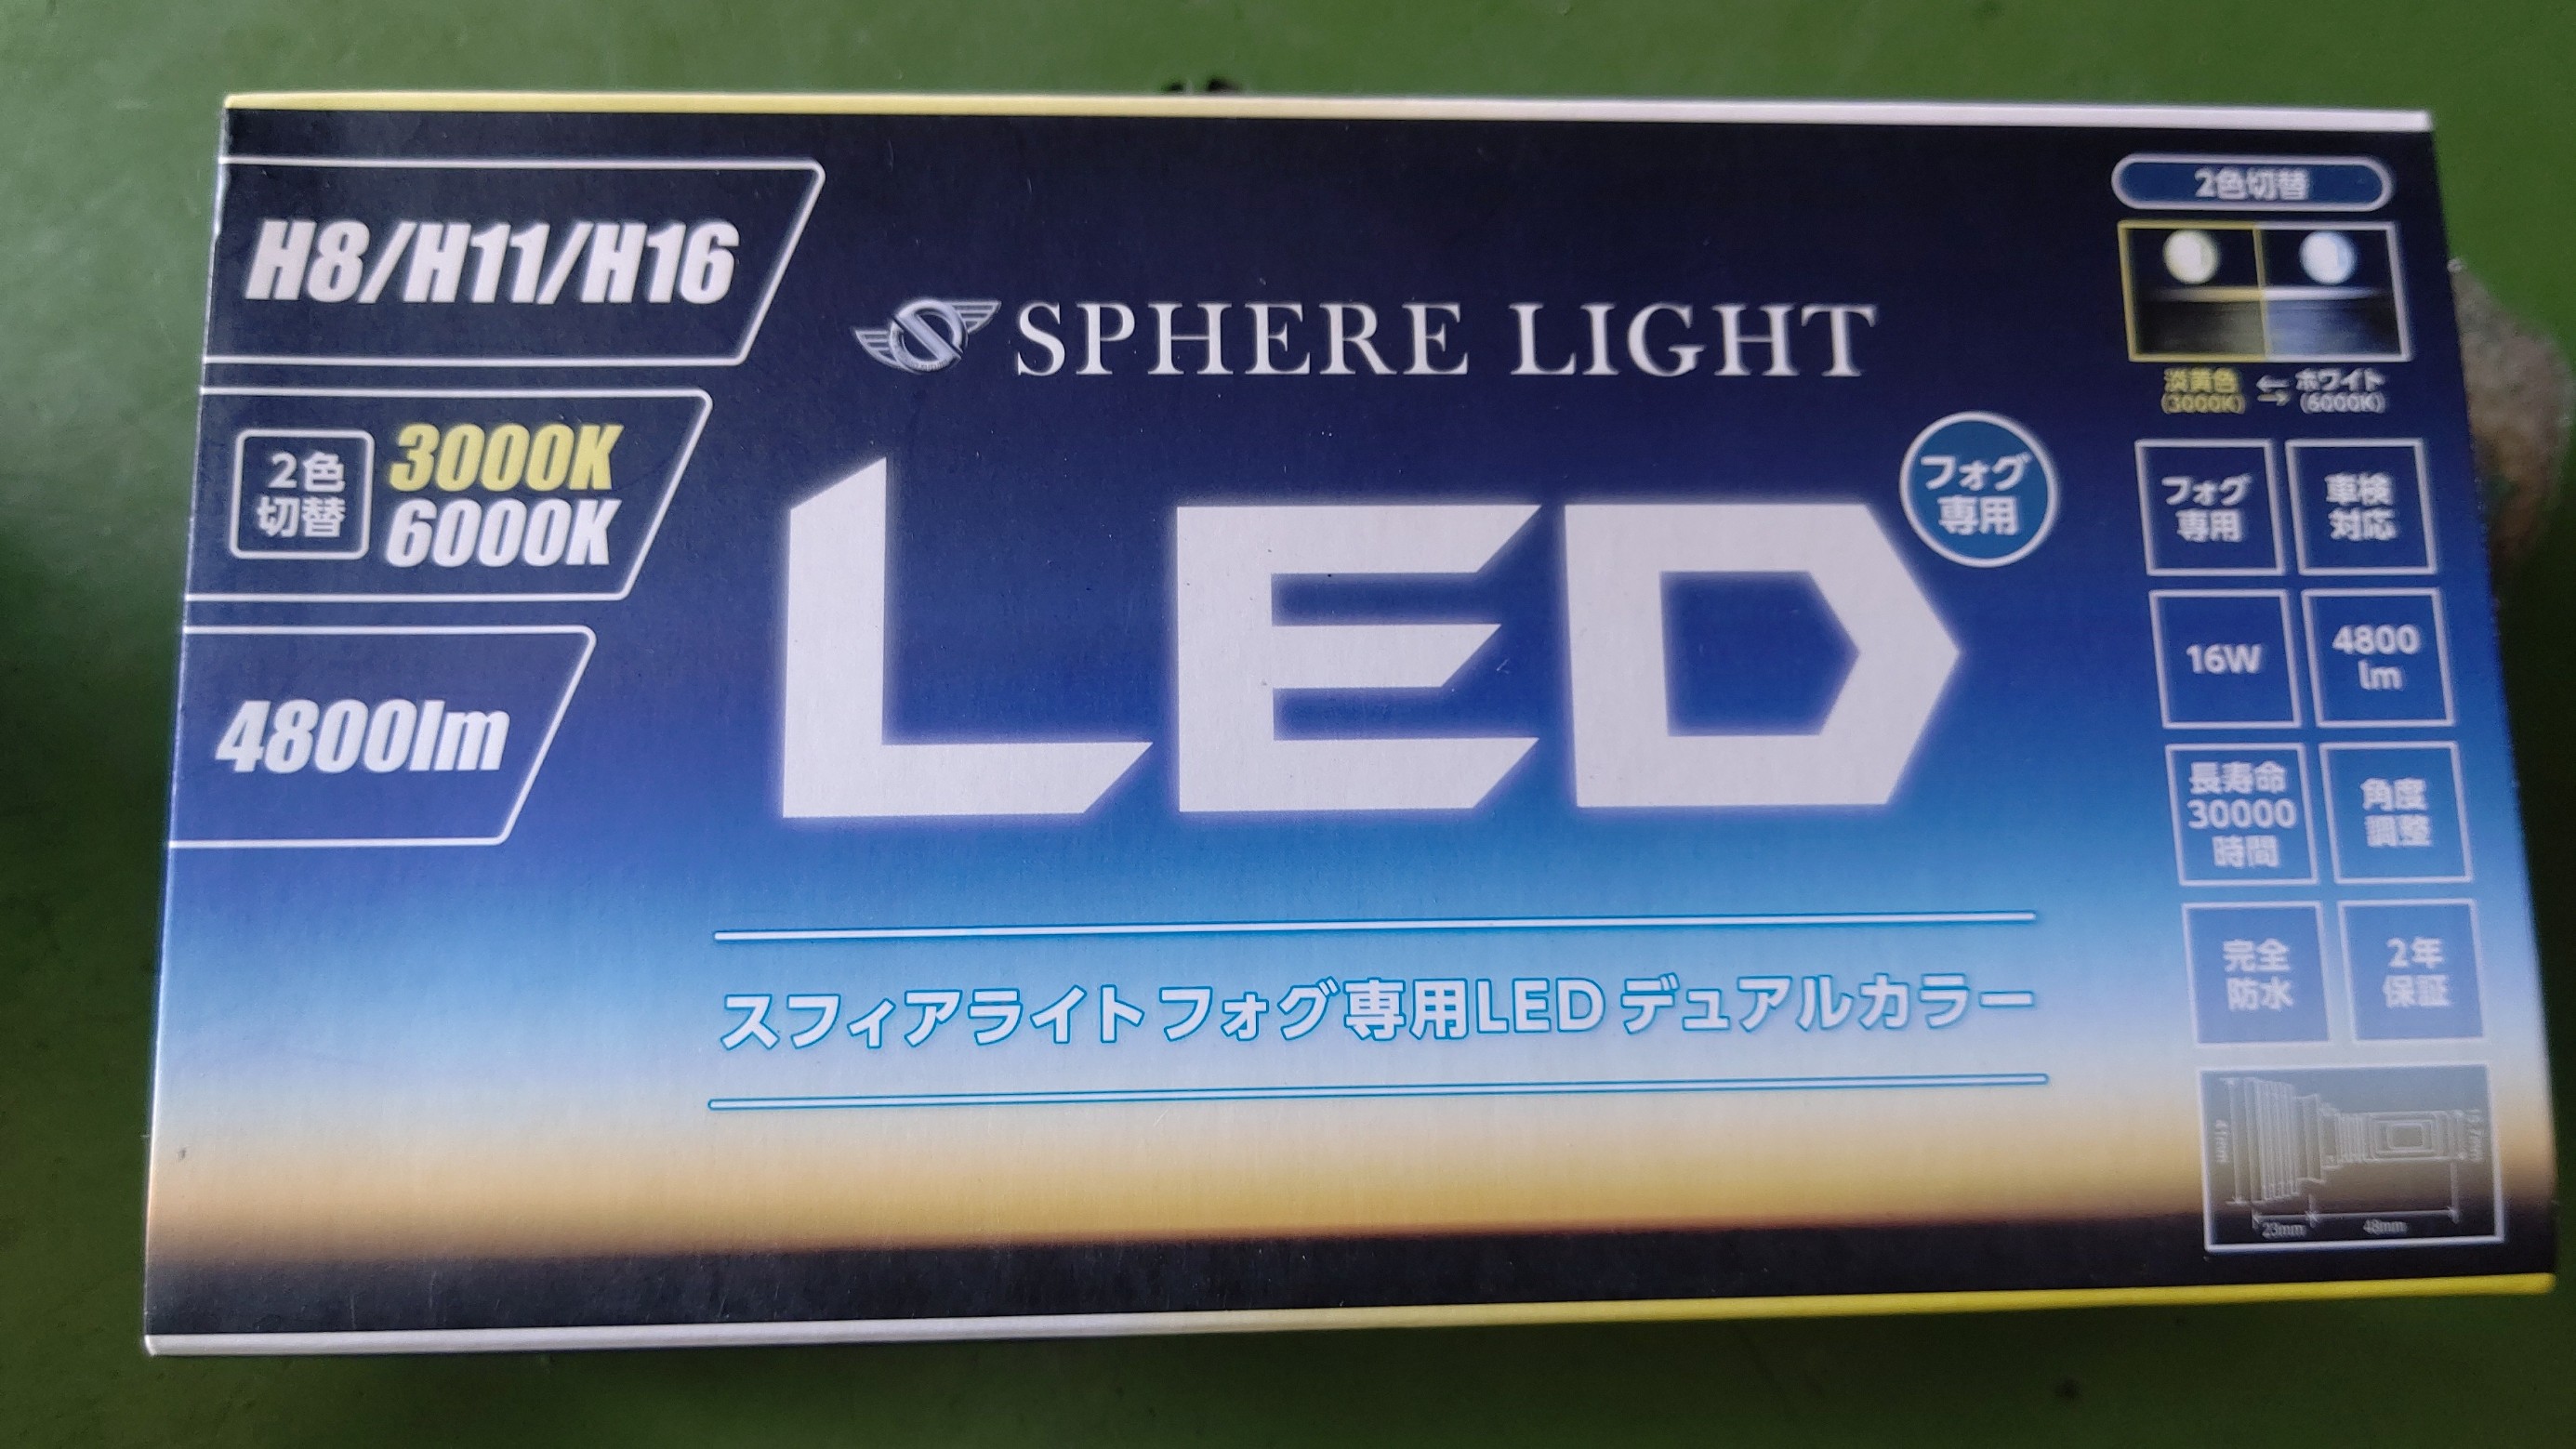 H8/H11/H16
2色
切替
3000K
6000K
4800lm
SPHERE LIGHT
LED
フォグ
専用
スフィアライトフォグ専用LED デュアルカラー
2色切替
淡黄色
(3000K)
ホワイト
(6000K)
フォグ
専用
車検
対応
16W
4800
lm
長寿命
30000
時間
角度
調整
完全
防水
2年
保証
41mm
23mm
48mm